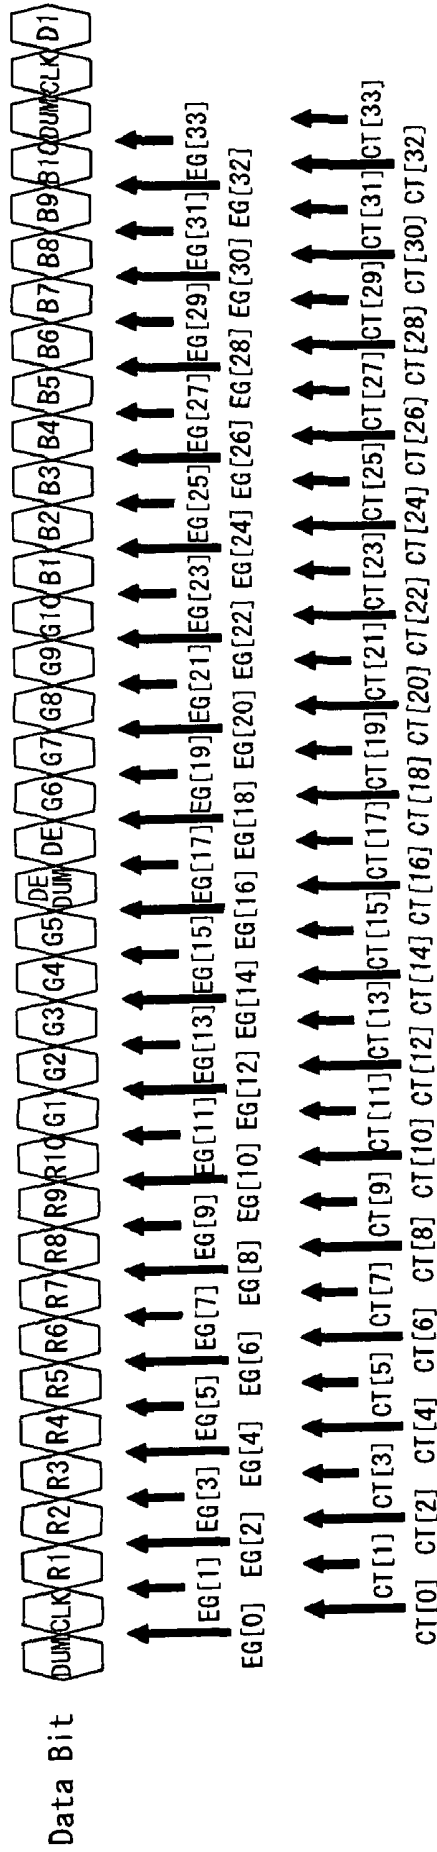 Data Bit DUM CLK R1 R2 R3 R4 R5 R6 R7 R8 R9 R10 G1 G2 G3 G4 G5 DE DUM DE G6 G7 G8 G9 G10 B1 B2 B3 B4 B5 B6 B7 B8 B9 B10 DUM CLK D1
EG[1] EG[3] EG[5] EG[7] EG[9] EG[11] EG[13] EG[15] EG[17] EG[19] EG[21] EG[23] EG[25] EG[27] EG[29] EG[31] EG[33]
EG[0] EG[2] EG[4] EG[6] EG[8] EG[10] EG[12] EG[14] EG[16] EG[18] EG[20] EG[22] EG[24] EG[26] EG[28] EG[30] EG[32]
CT[1] CT[3] CT[5] CT[7] CT[9] CT[11] CT[13] CT[15] CT[17] CT[19] CT[21] CT[23] CT[25] CT[27] CT[29] CT[31] CT[33]
CT[0] CT[2] CT[4] CT[6] CT[8] CT[10] CT[12] CT[14] CT[16] CT[18] CT[20] CT[22] CT[24] CT[26] CT[28] CT[30] CT[32]